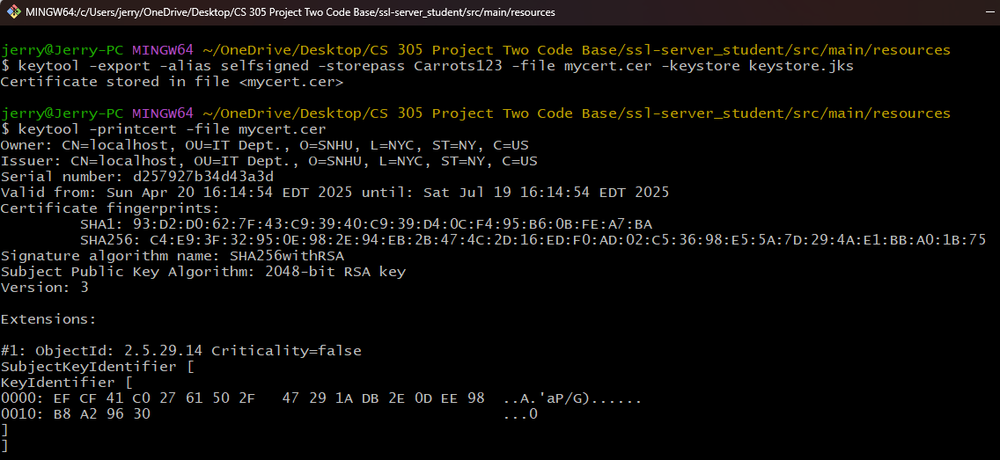 MINGW64:/c/Users/jerry/OneDrive/Desktop/CS 305 Project Two Code Base/ssl-server_student/src/main/resources
jerry@Jerry-PC MINGW64 ~/OneDrive/Desktop/CS 305 Project Two Code Base/ssl-server_student/src/main/resources
$ keytool -export -alias selfsigned -storepass Carrots123 -file mycert.cer -keystore keystore.jks
Certificate stored in file <mycert.cer>
jerry@Jerry-PC MINGW64 ~/OneDrive/Desktop/CS 305 Project Two Code Base/ssl-server_student/src/main/resources
$ keytool -printcert -file mycert.cer
Owner: CN=localhost, OU=IT Dept., O=SNHU, L=NYC, ST=NY, C=US
Issuer: CN=localhost, OU=IT Dept., O=SNHU, L=NYC, ST=NY, C=US
Serial number: d257927b34d43a3d
Valid from: Sun Apr 20 16:14:54 EDT 2025 until: Sat Jul 19 16:14:54 EDT 2025
Certificate fingerprints:
         SHA1: 93:D2:D0:62:7F:43:C9:39:40:C9:39:D4:0C:F4:95:B6:0B:FE:A7:BA
         SHA256: C4:E9:3F:32:95:0E:98:2E:94:EB:2B:47:4C:2D:16:ED:F0:AD:02:C5:36:98:E5:5A:7D:29:4A:E1:BB:A0:1B:75
Signature algorithm name: SHA256withRSA
Subject Public Key Algorithm: 2048-bit RSA key
Version: 3
Extensions:
#1: ObjectId: 2.5.29.14 Criticality=false
SubjectKeyIdentifier [
KeyIdentifier [
0000: EF CF 41 C0 27 61 50 2F   47 29 1A DB 2E 0D EE 98  ..A.'aP/G)......
0010: B8 A2 96 30                                        ...0
]
]